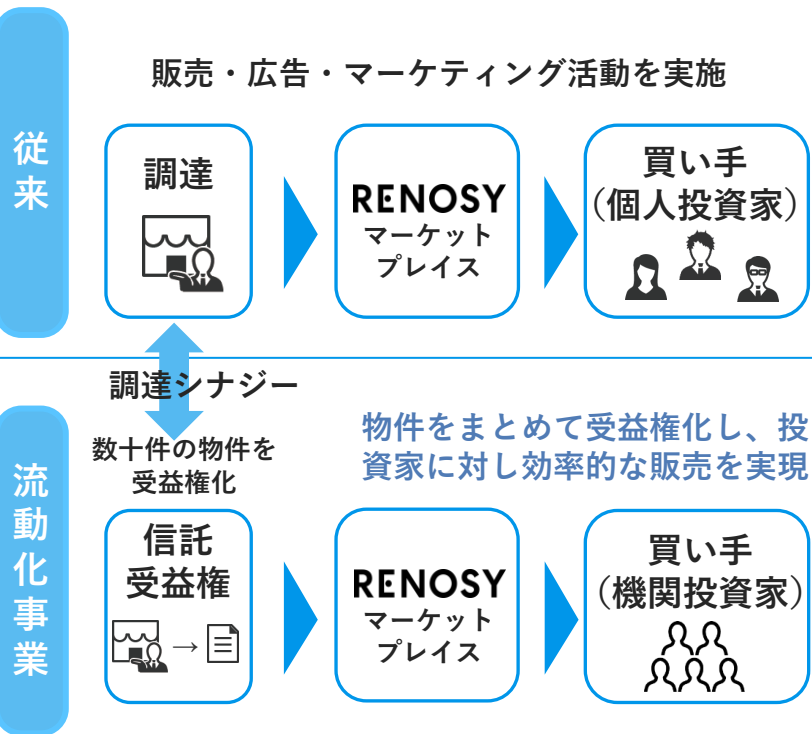 従来
販売・広告・マーケティング活動を実施
調達
RENOSY
マーケット
プレイス
買い手
（個人投資家）
調達シナジー
流動化事業
数十件の物件を
受益権化
物件をまとめて受益権化し、投
資家に対し効率的な販売を実現
信託
受益権
→
RENOSY
マーケット
プレイス
買い手
（機関投資家）